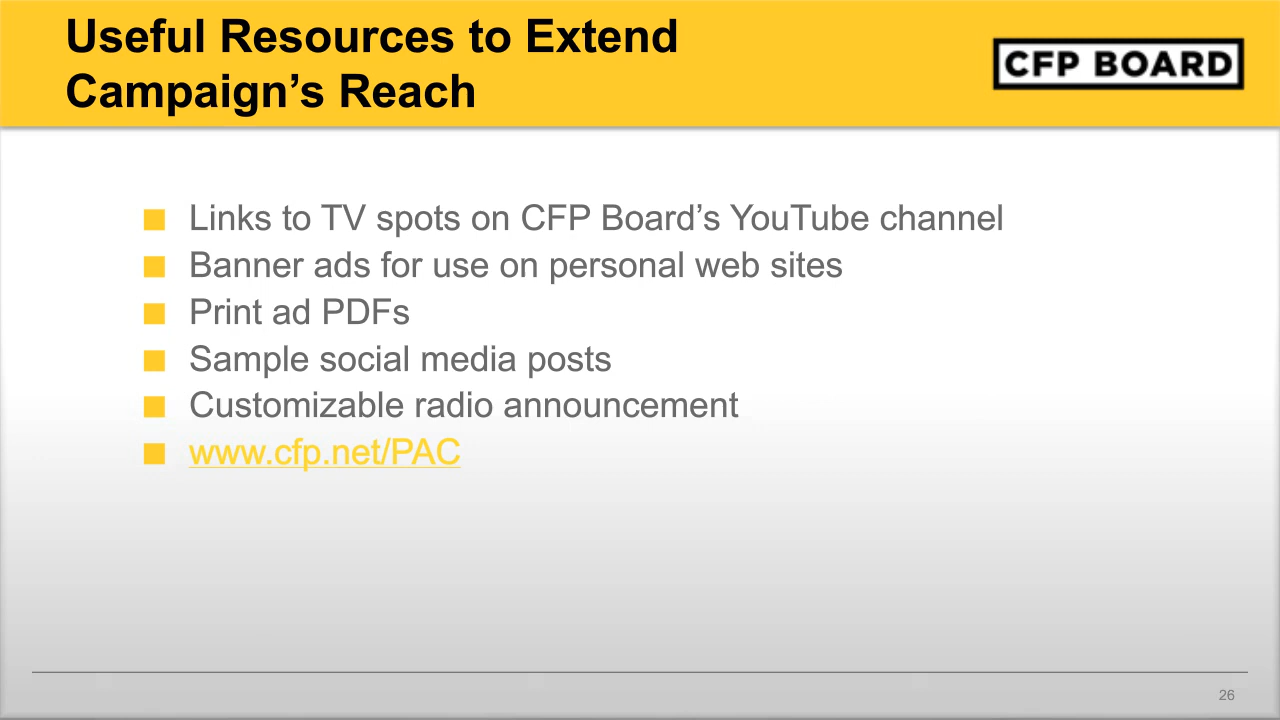 Useful Resources to Extend
Campaign’s Reach
CFP BOARD
Links to TV spots on CFP Board’s YouTube channel
Banner ads for use on personal web sites
Print ad PDFs
Sample social media posts
Customizable radio announcement
www.cfp.net/PAC
26